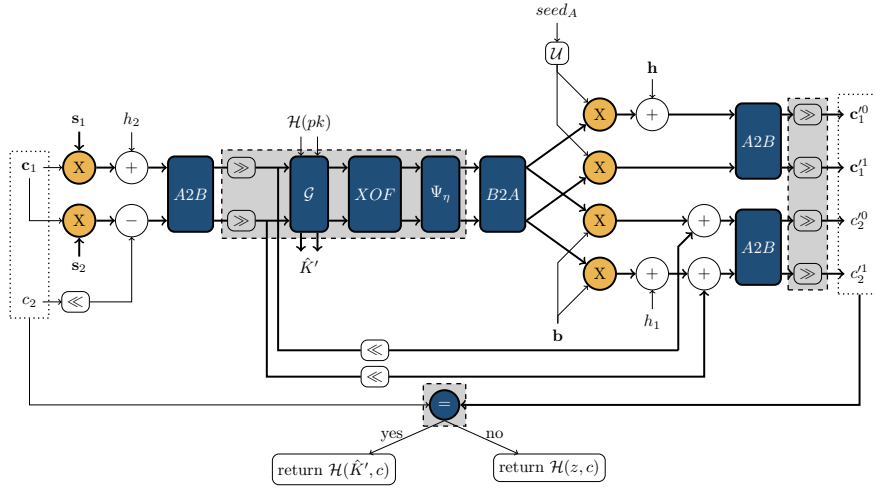 seed_A
𝒰
h
s₁
h₂
ℋ(pk)
X
+
≫
c′₁⁰
c₁
X
+
A2B
≫
𝒢
XOF
Ψ_η
B2A
X
A2B
≫
c′₁¹
X
−
≫
X
+
A2B
≫
c′₂⁰
s₂
K̂′
c₂
≪
X
+
+
≫
c′₂¹
h₁
b
≪
≪
=
yes
no
return ℋ(K̂′, c)
return ℋ(z, c)